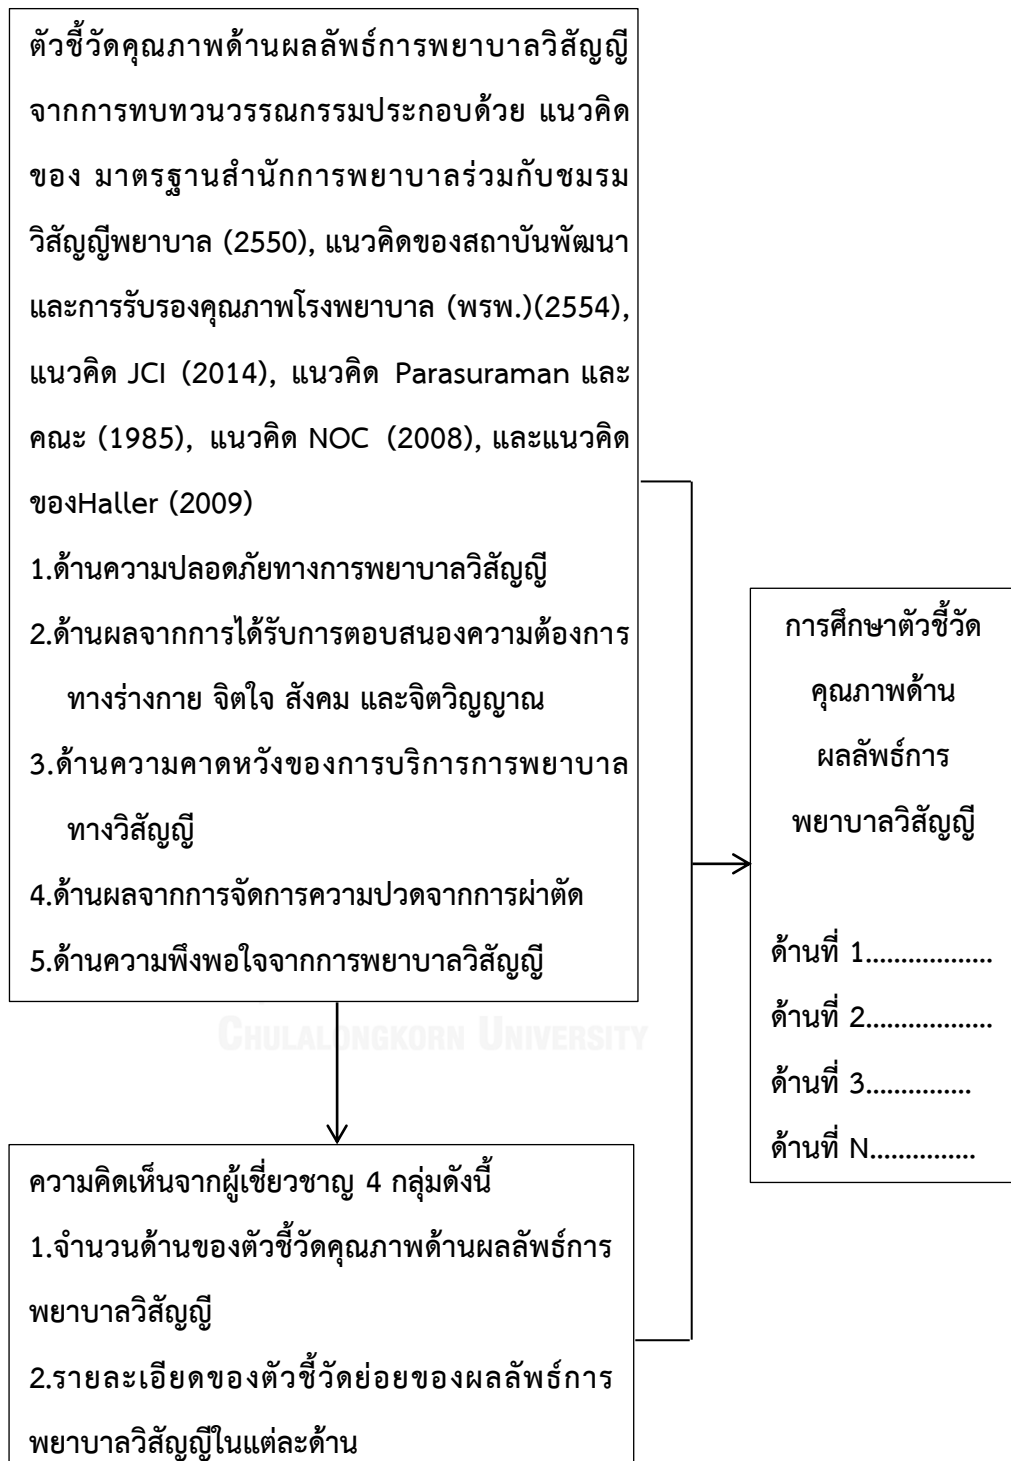 ตัวชี้วัดคุณภาพด้านผลลัพธ์การพยาบาลวิสัญญี
จากการทบทวนวรรณกรรมประกอบด้วย แนวคิด
ของ มาตรฐานสำนักการพยาบาลร่วมกับชมรม
วิสัญญีพยาบาล (2550), แนวคิดของสถาบันพัฒนา
และการรับรองคุณภาพโรงพยาบาล (พรพ.)(2554),
แนวคิด JCI (2014), แนวคิด Parasuraman และ
คณะ (1985), แนวคิด NOC (2008), และแนวคิด
ของHaller (2009)
1.ด้านความปลอดภัยทางการพยาบาลวิสัญญี
2.ด้านผลจากการได้รับการตอบสนองความต้องการ
ทางร่างกาย จิตใจ สังคม และจิตวิญญาณ
3.ด้านความคาดหวังของการบริการการพยาบาล
ทางวิสัญญี
4.ด้านผลจากการจัดการความปวดจากการผ่าตัด
5.ด้านความพึงพอใจจากการพยาบาลวิสัญญี
CHULALONGKORN UNIVERSITY
ความคิดเห็นจากผู้เชี่ยวชาญ 4 กลุ่มดังนี้
1.จำนวนด้านของตัวชี้วัดคุณภาพด้านผลลัพธ์การ
พยาบาลวิสัญญี
2.รายละเอียดของตัวชี้วัดย่อยของผลลัพธ์การ
พยาบาลวิสัญญีในแต่ละด้าน
การศึกษาตัวชี้วัด
คุณภาพด้าน
ผลลัพธ์การ
พยาบาลวิสัญญี
ด้านที่ 1..................
ด้านที่ 2..................
ด้านที่ 3...............
ด้านที่ N...............